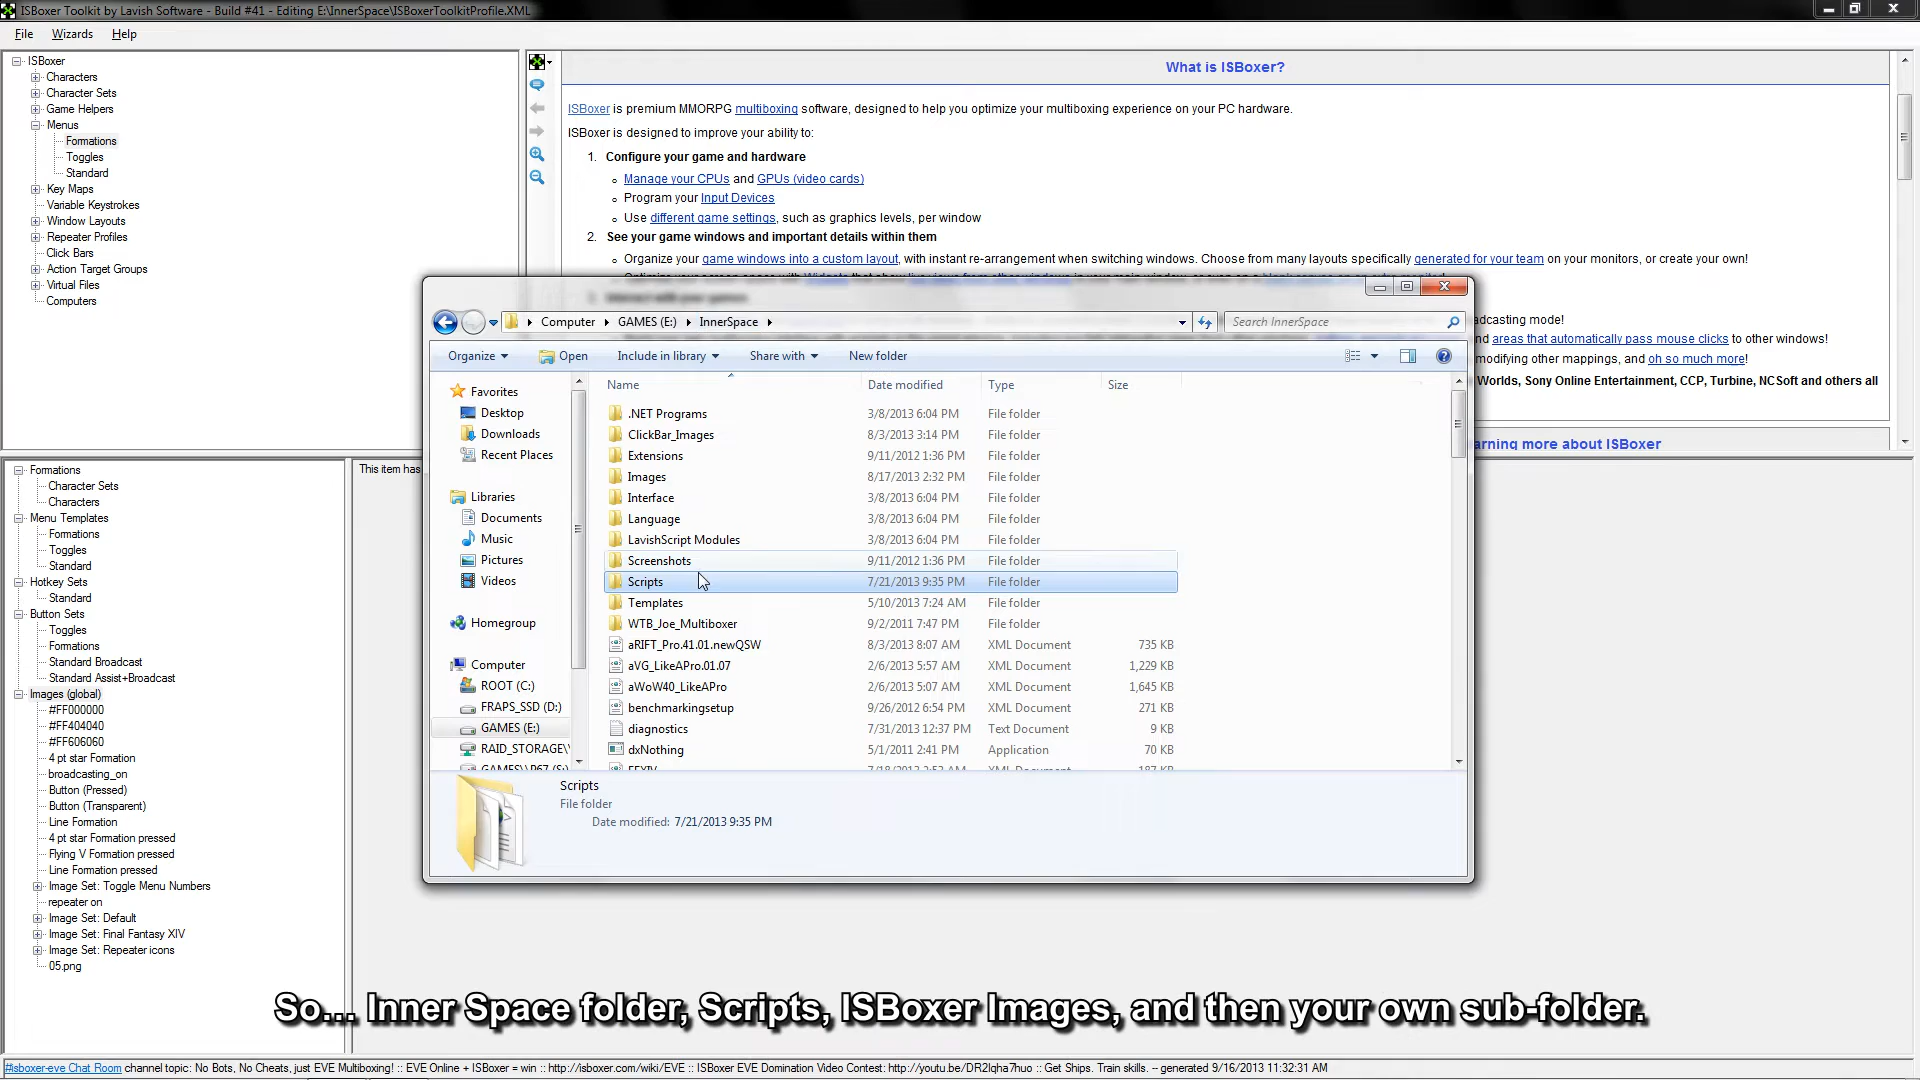 ISBoxer Toolkit by Lavish Software - Build #41 - Editing E:\InnerSpace\ISBoxerToolkitProfile.XML
File Wizards Help
ISBoxer
Characters
Character Sets
Game Helpers
Menus
Formations
Toggles
Standard
Key Maps
Variable Keystrokes
Window Layouts
Repeater Profiles
Click Bars
Action Target Groups
Virtual Files
Computers
What is ISBoxer?
ISBoxer is premium MMORPG multiboxing software, designed to help you optimize your multiboxing experience on your PC hardware.
ISBoxer is designed to improve your ability to:
1. Configure your game and hardware
Manage your CPUs and GPUs (video cards)
Program your Input Devices
Use different game settings, such as graphics levels, per window
2. See your game windows and important details within them
Organize your game windows into a custom layout, with instant re-arrangement when switching windows. Choose from many layouts specifically generated for your team on your monitors, or create your own!
oadcasting mode!
nd areas that automatically pass mouse clicks to other windows!
modifying other mappings, and oh so much more!
Worlds, Sony Online Entertainment, CCP, Turbine, NCSoft and others all
arning more about ISBoxer
Computer GAMES (E:) InnerSpace
Search InnerSpace
Organize Open Include in library Share with New folder
Favorites
Desktop
Downloads
Recent Places
Libraries
Documents
Music
Pictures
Videos
Homegroup
Computer
ROOT (C:)
FRAPS_SSD (D:)
GAMES (E:)
RAID_STORAGE\
GAMES\\P67 (S:)
Name Date modified Type Size
.NET Programs 3/8/2013 6:04 PM File folder
ClickBar_Images 8/3/2013 3:14 PM File folder
Extensions 9/11/2012 1:36 PM File folder
Images 8/17/2013 2:32 PM File folder
Interface 3/8/2013 6:04 PM File folder
Language 3/8/2013 6:04 PM File folder
LavishScript Modules 3/8/2013 6:04 PM File folder
Screenshots 9/11/2012 1:36 PM File folder
Scripts 7/21/2013 9:35 PM File folder
Templates 5/10/2013 7:24 AM File folder
WTB_Joe_Multiboxer 9/2/2011 7:47 PM File folder
aRIFT_Pro.41.01.newQSW 8/3/2013 8:07 AM XML Document 735 KB
aVG_LikeAPro.01.07 2/6/2013 5:57 AM XML Document 1,229 KB
aWoW40_LikeAPro 2/6/2013 5:07 AM XML Document 1,645 KB
benchmarkingsetup 9/26/2012 6:54 PM XML Document 271 KB
diagnostics 7/31/2013 12:37 PM Text Document 9 KB
dxNothing 5/1/2011 2:41 PM Application 70 KB
FFXIV 7/18/2013 2:52 AM XML Document 187 KB
Scripts
File folder
Date modified: 7/21/2013 9:35 PM
Formations
Character Sets
Characters
Menu Templates
Formations
Toggles
Standard
Hotkey Sets
Standard
Button Sets
Toggles
Formations
Standard Broadcast
Standard Assist+Broadcast
Images (global)
#FF000000
#FF404040
#FF606060
4 pt star Formation
broadcasting_on
Button (Pressed)
Button (Transparent)
Line Formation
4 pt star Formation pressed
Flying V Formation pressed
Line Formation pressed
Image Set: Toggle Menu Numbers
repeater on
Image Set: Default
Image Set: Final Fantasy XIV
Image Set: Repeater icons
05.png
This item has
So... Inner Space folder, Scripts, ISBoxer Images, and then your own sub-folder.
#isboxer-eve Chat Room channel topic: No Bots, No Cheats, just EVE Multiboxing! :: EVE Online + ISBoxer = win :: http://isboxer.com/wiki/EVE :: ISBoxer EVE Domination Video Contest: http://youtu.be/DR2lqha7huo :: Get Ships. Train skills. -- generated 9/16/2013 11:32:31 AM